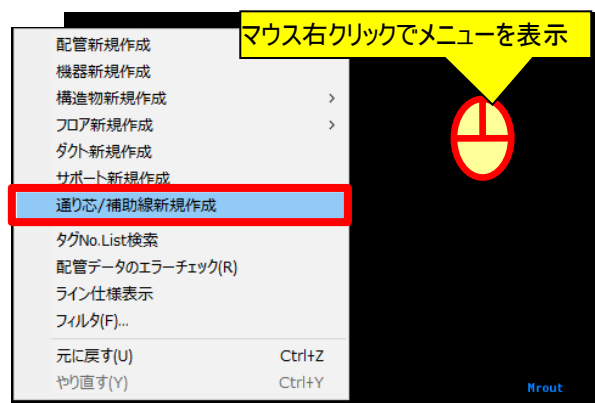 マウス右クリックでメニューを表示
配管新規作成
機器新規作成
構造物新規作成 >
フロア新規作成 >
ダクト新規作成
サポート新規作成
通り芯/補助線新規作成
タグNo.List検索
配管データのエラーチェック(R)
ライン仕様表示
フィルタ(F)...
元に戻す(U) Ctrl+Z
やり直す(Y) Ctrl+Y
Mrout